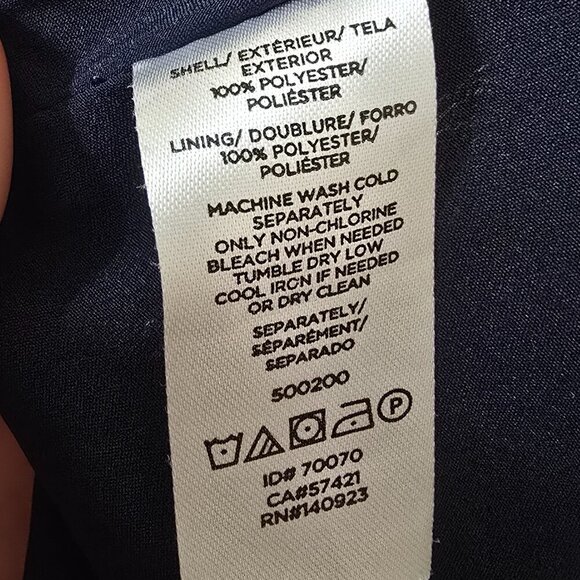 SHELL/ EXTÉRIEUR/ TELA
EXTERIOR
100% POLYESTER/
POLIÉSTER
LINING/ DOUBLURE/ FORRO
100% POLYESTER/
POLIÉSTER
MACHINE WASH COLD
SEPARATELY
ONLY NON-CHLORINE
BLEACH WHEN NEEDED
TUMBLE DRY LOW
COOL IRON IF NEEDED
OR DRY CLEAN
SEPARATELY/
SÉPARÉMENT/
SEPARADO
500200
P
ID# 70070
CA#57421
RN#140923